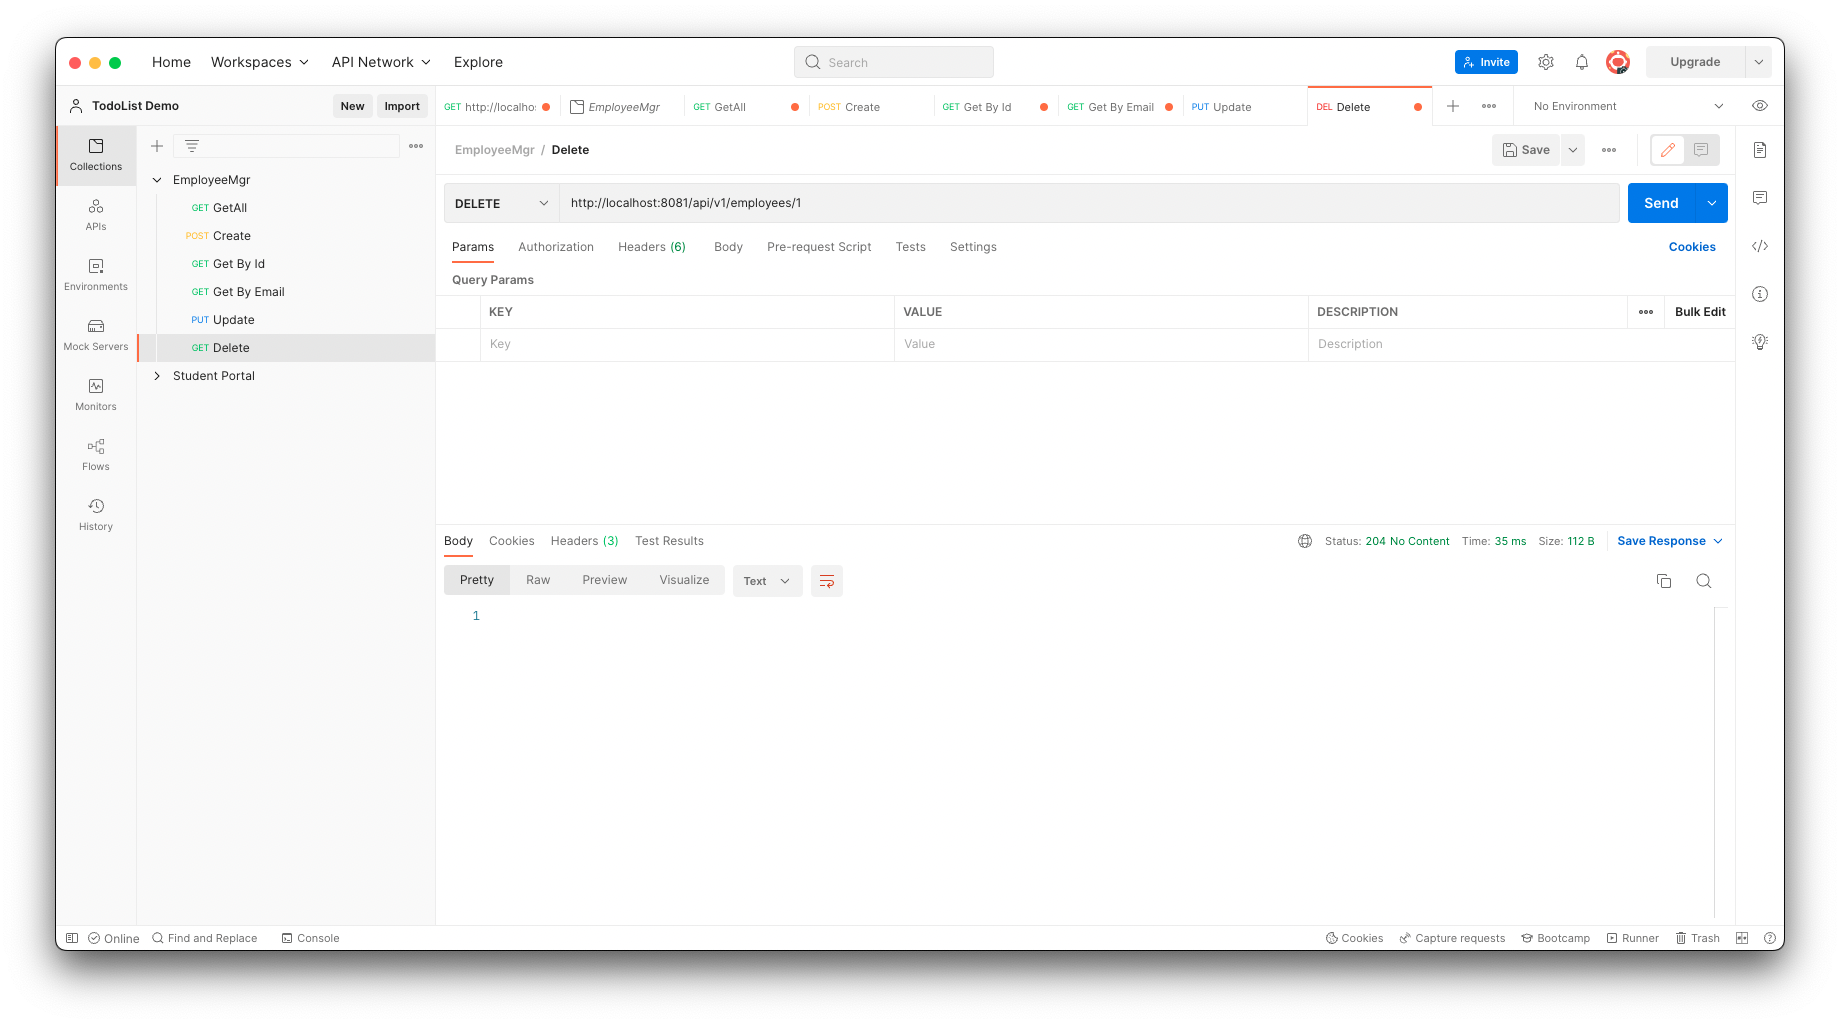 Home Workspaces API Network Explore Search Invite Upgrade
TodoList Demo New Import GET http://localho: EmployeeMgr GET GetAll POST Create GET Get By Id GET Get By Email PUT Update DEL Delete No Environment
Collections
APIs
Environments
Mock Servers
Monitors
Flows
History
EmployeeMgr
GET GetAll
POST Create
GET Get By Id
GET Get By Email
PUT Update
GET Delete
Student Portal
EmployeeMgr / Delete Save
DELETE http://localhost:8081/api/v1/employees/1 Send
Params Authorization Headers (6) Body Pre-request Script Tests Settings Cookies
Query Params
KEY VALUE DESCRIPTION Bulk Edit
Key Value Description
Body Cookies Headers (3) Test Results Status: 204 No Content Time: 35 ms Size: 112 B Save Response
Pretty Raw Preview Visualize Text
1
Online Find and Replace Console Cookies Capture requests Bootcamp Runner Trash